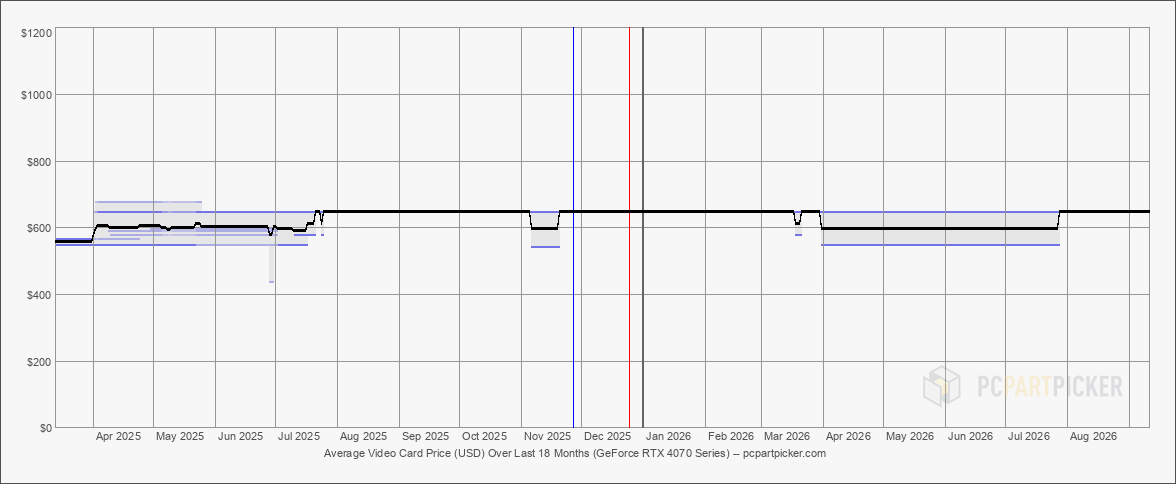 $1200
$1000
$800
$600
$400
$200
$0
PCPARTPICKER
Apr 2025 May 2025 Jun 2025 Jul 2025 Aug 2025 Sep 2025 Oct 2025 Nov 2025 Dec 2025 Jan 2026 Feb 2026 Mar 2026 Apr 2026 May 2026 Jun 2026 Jul 2026 Aug 2026
Average Video Card Price (USD) Over Last 18 Months (GeForce RTX 4070 Series) -- pcpartpicker.com